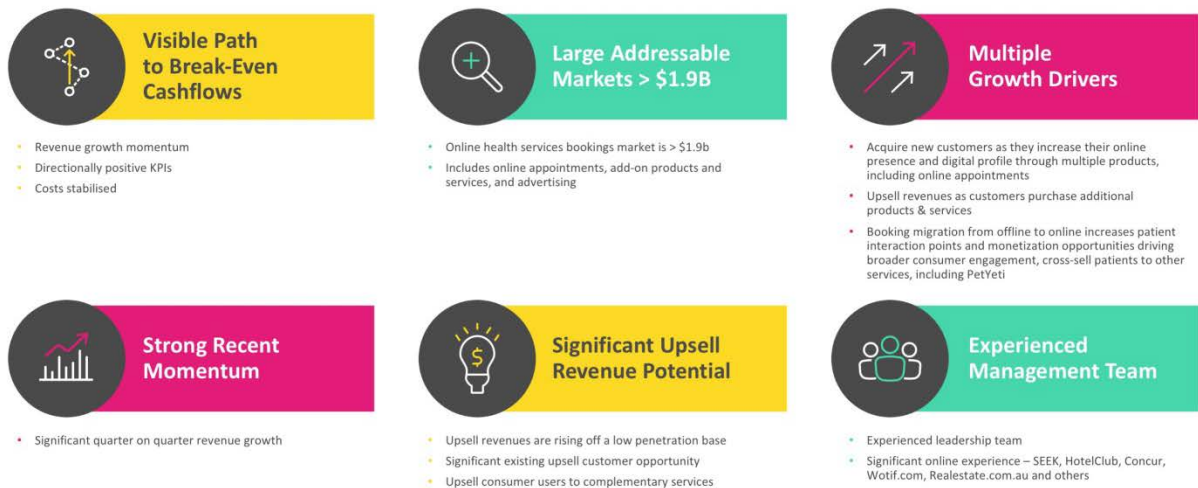 Visible Path
to Break-Even
Cashflows
• Revenue growth momentum
• Directionally positive KPIs
• Costs stabilised
Large Addressable
Markets > $1.9B
• Online health services bookings market is > $1.9b
• Includes online appointments, add-on products and
services, and advertising
Multiple
Growth Drivers
• Acquire new customers as they increase their online
presence and digital profile through multiple products,
including online appointments
• Upsell revenues as customers purchase additional
products & services
• Booking migration from offline to online increases patient
interaction points and monetization opportunities driving
broader consumer engagement, cross-sell patients to other
services, including PetYeti
Strong Recent
Momentum
• Significant quarter on quarter revenue growth
$
Significant Upsell
Revenue Potential
• Upsell revenues are rising off a low penetration base
• Significant existing upsell customer opportunity
• Upsell consumer users to complementary services
Experienced
Management Team
• Experienced leadership team
• Significant online experience – SEEK, HotelClub, Concur,
Wotif.com, Realestate.com.au and others